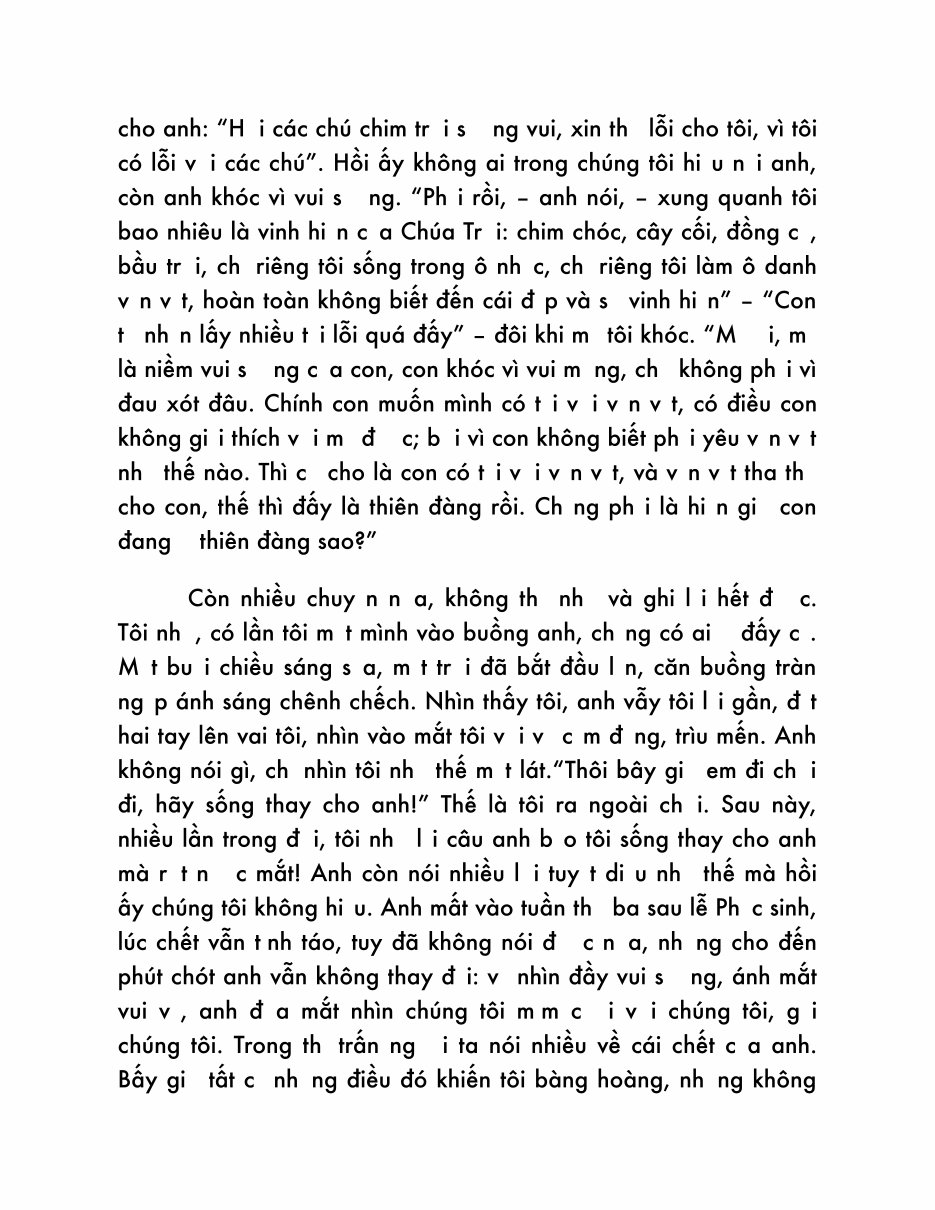 cho anh: “H i các chú chim tr i s ng vui, xin th lỗi cho tôi, vì tôi
có lỗi v i các chú”. Hồi ấy không ai trong chúng tôi hi u n i anh,
còn anh khóc vì vui s ng. “Ph i rồi, – anh nói, – xung quanh tôi
bao nhiêu là vinh hi n c a Chúa Tr i: chim chóc, cây cối, đồng c ,
bầu tr i, ch riêng tôi sống trong ô nh c, ch riêng tôi làm ô danh
v n v t, hoàn toàn không biết đến cái đ p và s vinh hi n” – “Con
t nh n lấy nhiều t i lỗi quá đấy” – đôi khi m tôi khóc. “M i, m
là niềm vui s ng c a con, con khóc vì vui m ng, ch không ph i vì
đau xót đâu. Chính con muốn mình có t i v i v n v t, có điều con
không gi i thích v i m đ c; b i vì con không biết ph i yêu v n v t
nh thế nào. Thì c cho là con có t i v i v n v t, và v n v t tha th
cho con, thế thì đấy là thiên đàng rồi. Ch ng ph i là hi n gi con
đang thiên đàng sao?”
Còn nhiều chuy n n a, không th nh và ghi l i hết đ c.
Tôi nh , có lần tôi m t mình vào buồng anh, ch ng có ai đấy c .
M t bu i chiều sáng s a, m t tr i đã bắt đầu l n, căn buồng tràn
ng p ánh sáng chênh chếch. Nhìn thấy tôi, anh vẫy tôi l i gần, đ t
hai tay lên vai tôi, nhìn vào mắt tôi v i v c m đ ng, trìu mến. Anh
không nói gì, ch nhìn tôi nh thế m t lát.“Thôi bây gi em đi ch i
đi, hãy sống thay cho anh!” Thế là tôi ra ngoài ch i. Sau này,
nhiều lần trong đ i, tôi nh l i câu anh b o tôi sống thay cho anh
mà r t n c mắt! Anh còn nói nhiều l i tuy t di u nh thế mà hồi
ấy chúng tôi không hi u. Anh mất vào tuần th ba sau lễ Ph c sinh,
lúc chết vẫn t nh táo, tuy đã không nói đ c n a, nh ng cho đến
phút chót anh vẫn không thay đ i: v nhìn đầy vui s ng, ánh mắt
vui v , anh đ a mắt nhìn chúng tôi m m c i v i chúng tôi, g i
chúng tôi. Trong th trấn ng i ta nói nhiều về cái chết c a anh.
Bấy gi tất c nh ng điều đó khiến tôi bàng hoàng, nh ng không